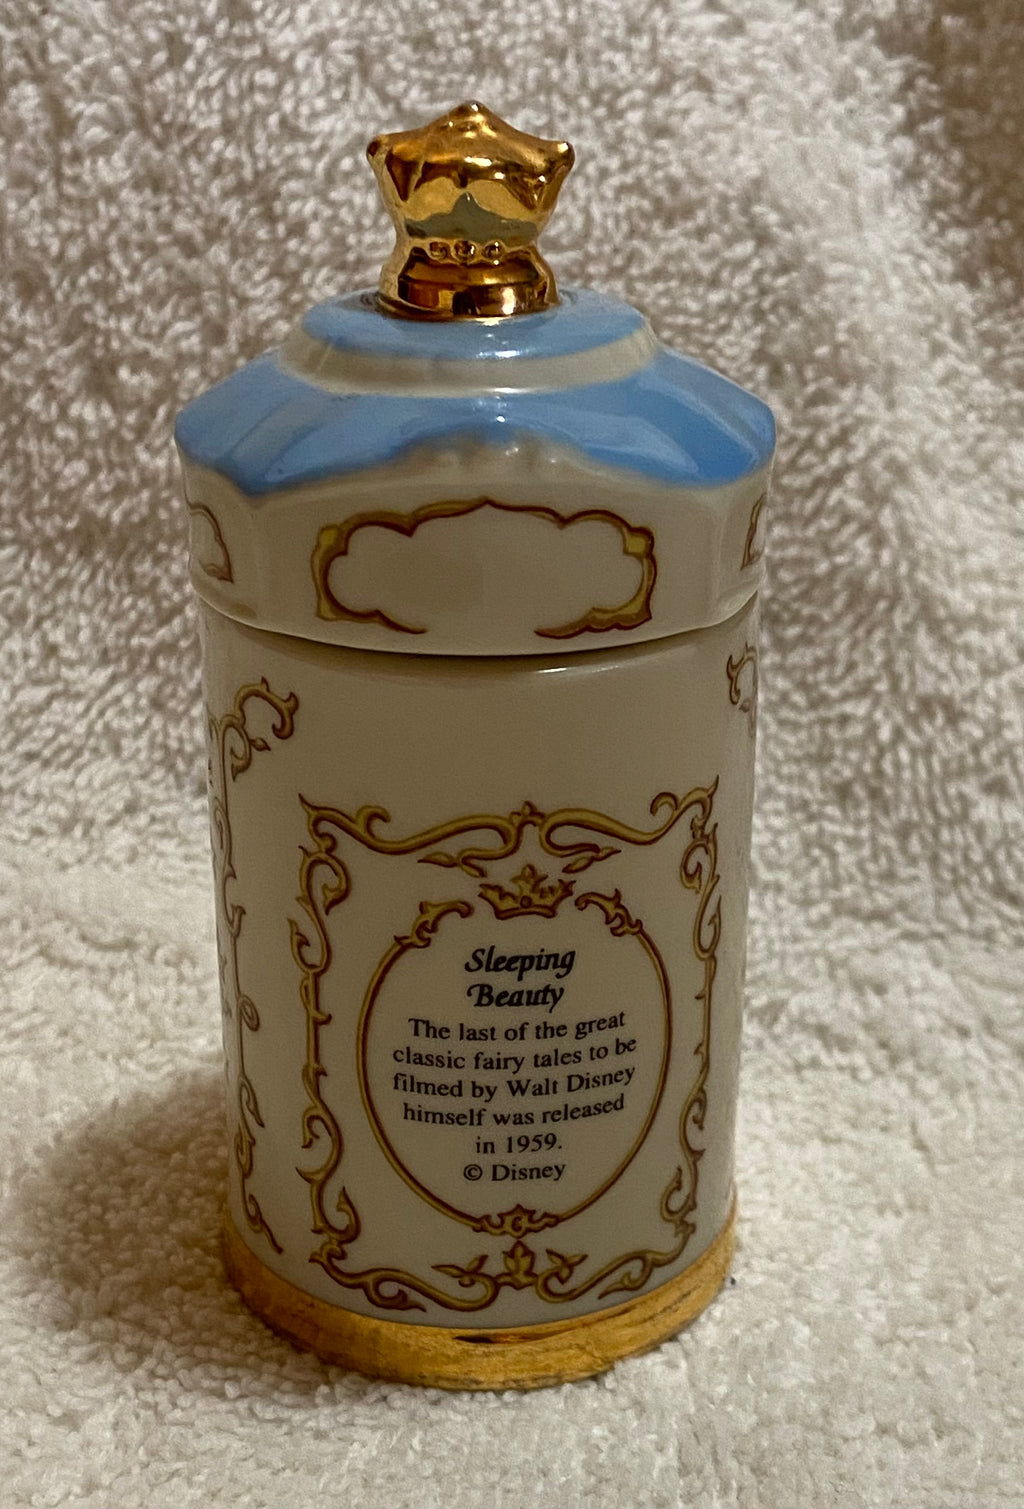 Sleeping
Beauty
The last of the great
classic fairy tales to be
filmed by Walt Disney
himself was released
in 1959.
© Disney